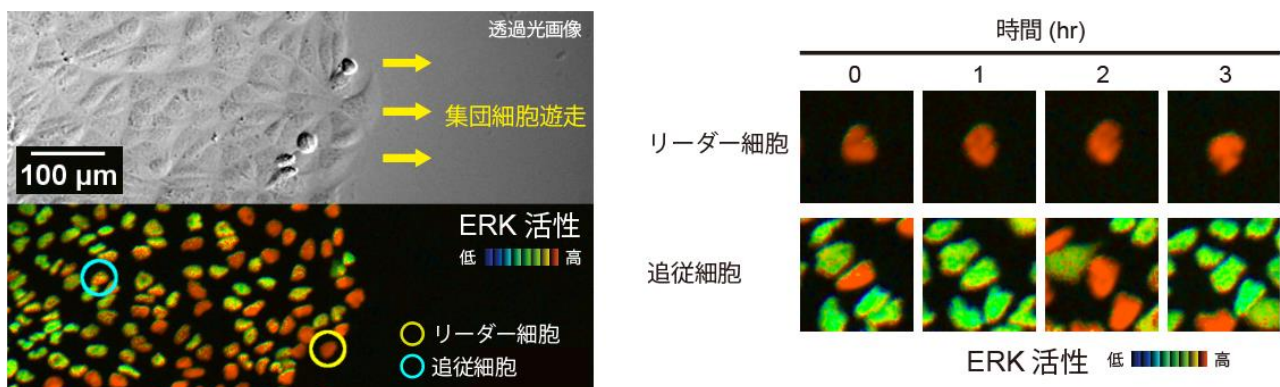 透過光画像
集団細胞遊走
100 μm
ERK 活性
低 高
リーダー細胞
追従細胞
時間 (hr)
0 1 2 3
リーダー細胞
追従細胞
ERK 活性 低 高